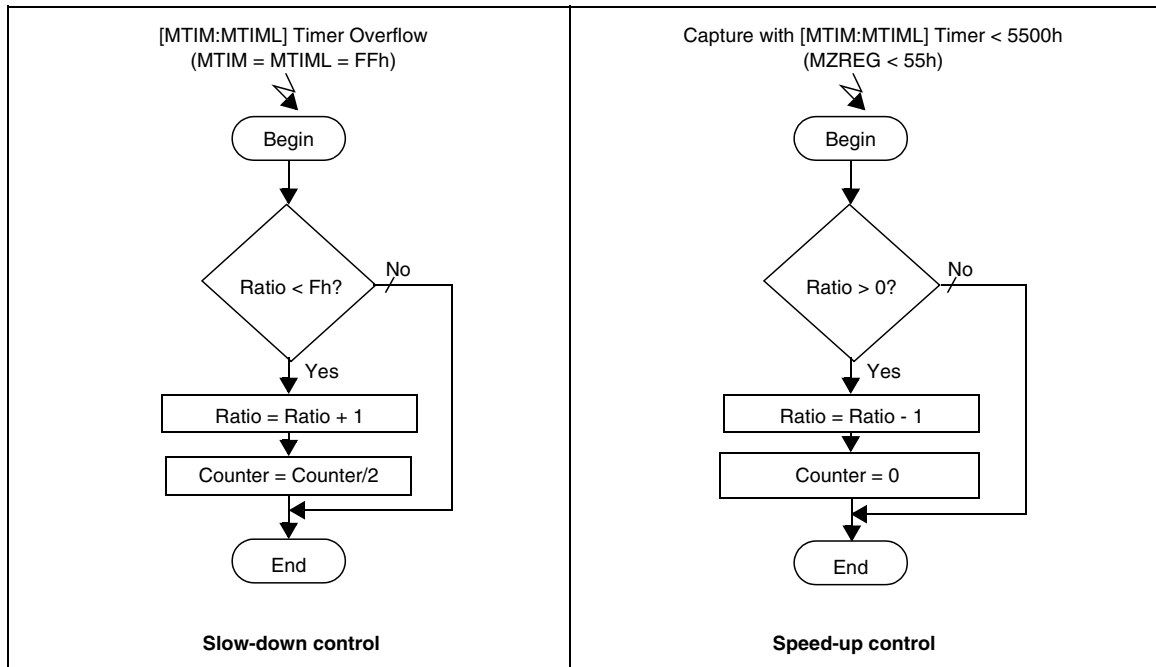 [MTIM:MTIML] Timer Overflow
(MTIM = MTIML = FFh)
Begin
Ratio < Fh?
No
Yes
Ratio = Ratio + 1
Counter = Counter/2
End
Slow-down control
Capture with [MTIM:MTIML] Timer < 5500h
(MZREG < 55h)
Begin
Ratio > 0?
No
Yes
Ratio = Ratio - 1
Counter = 0
End
Speed-up control